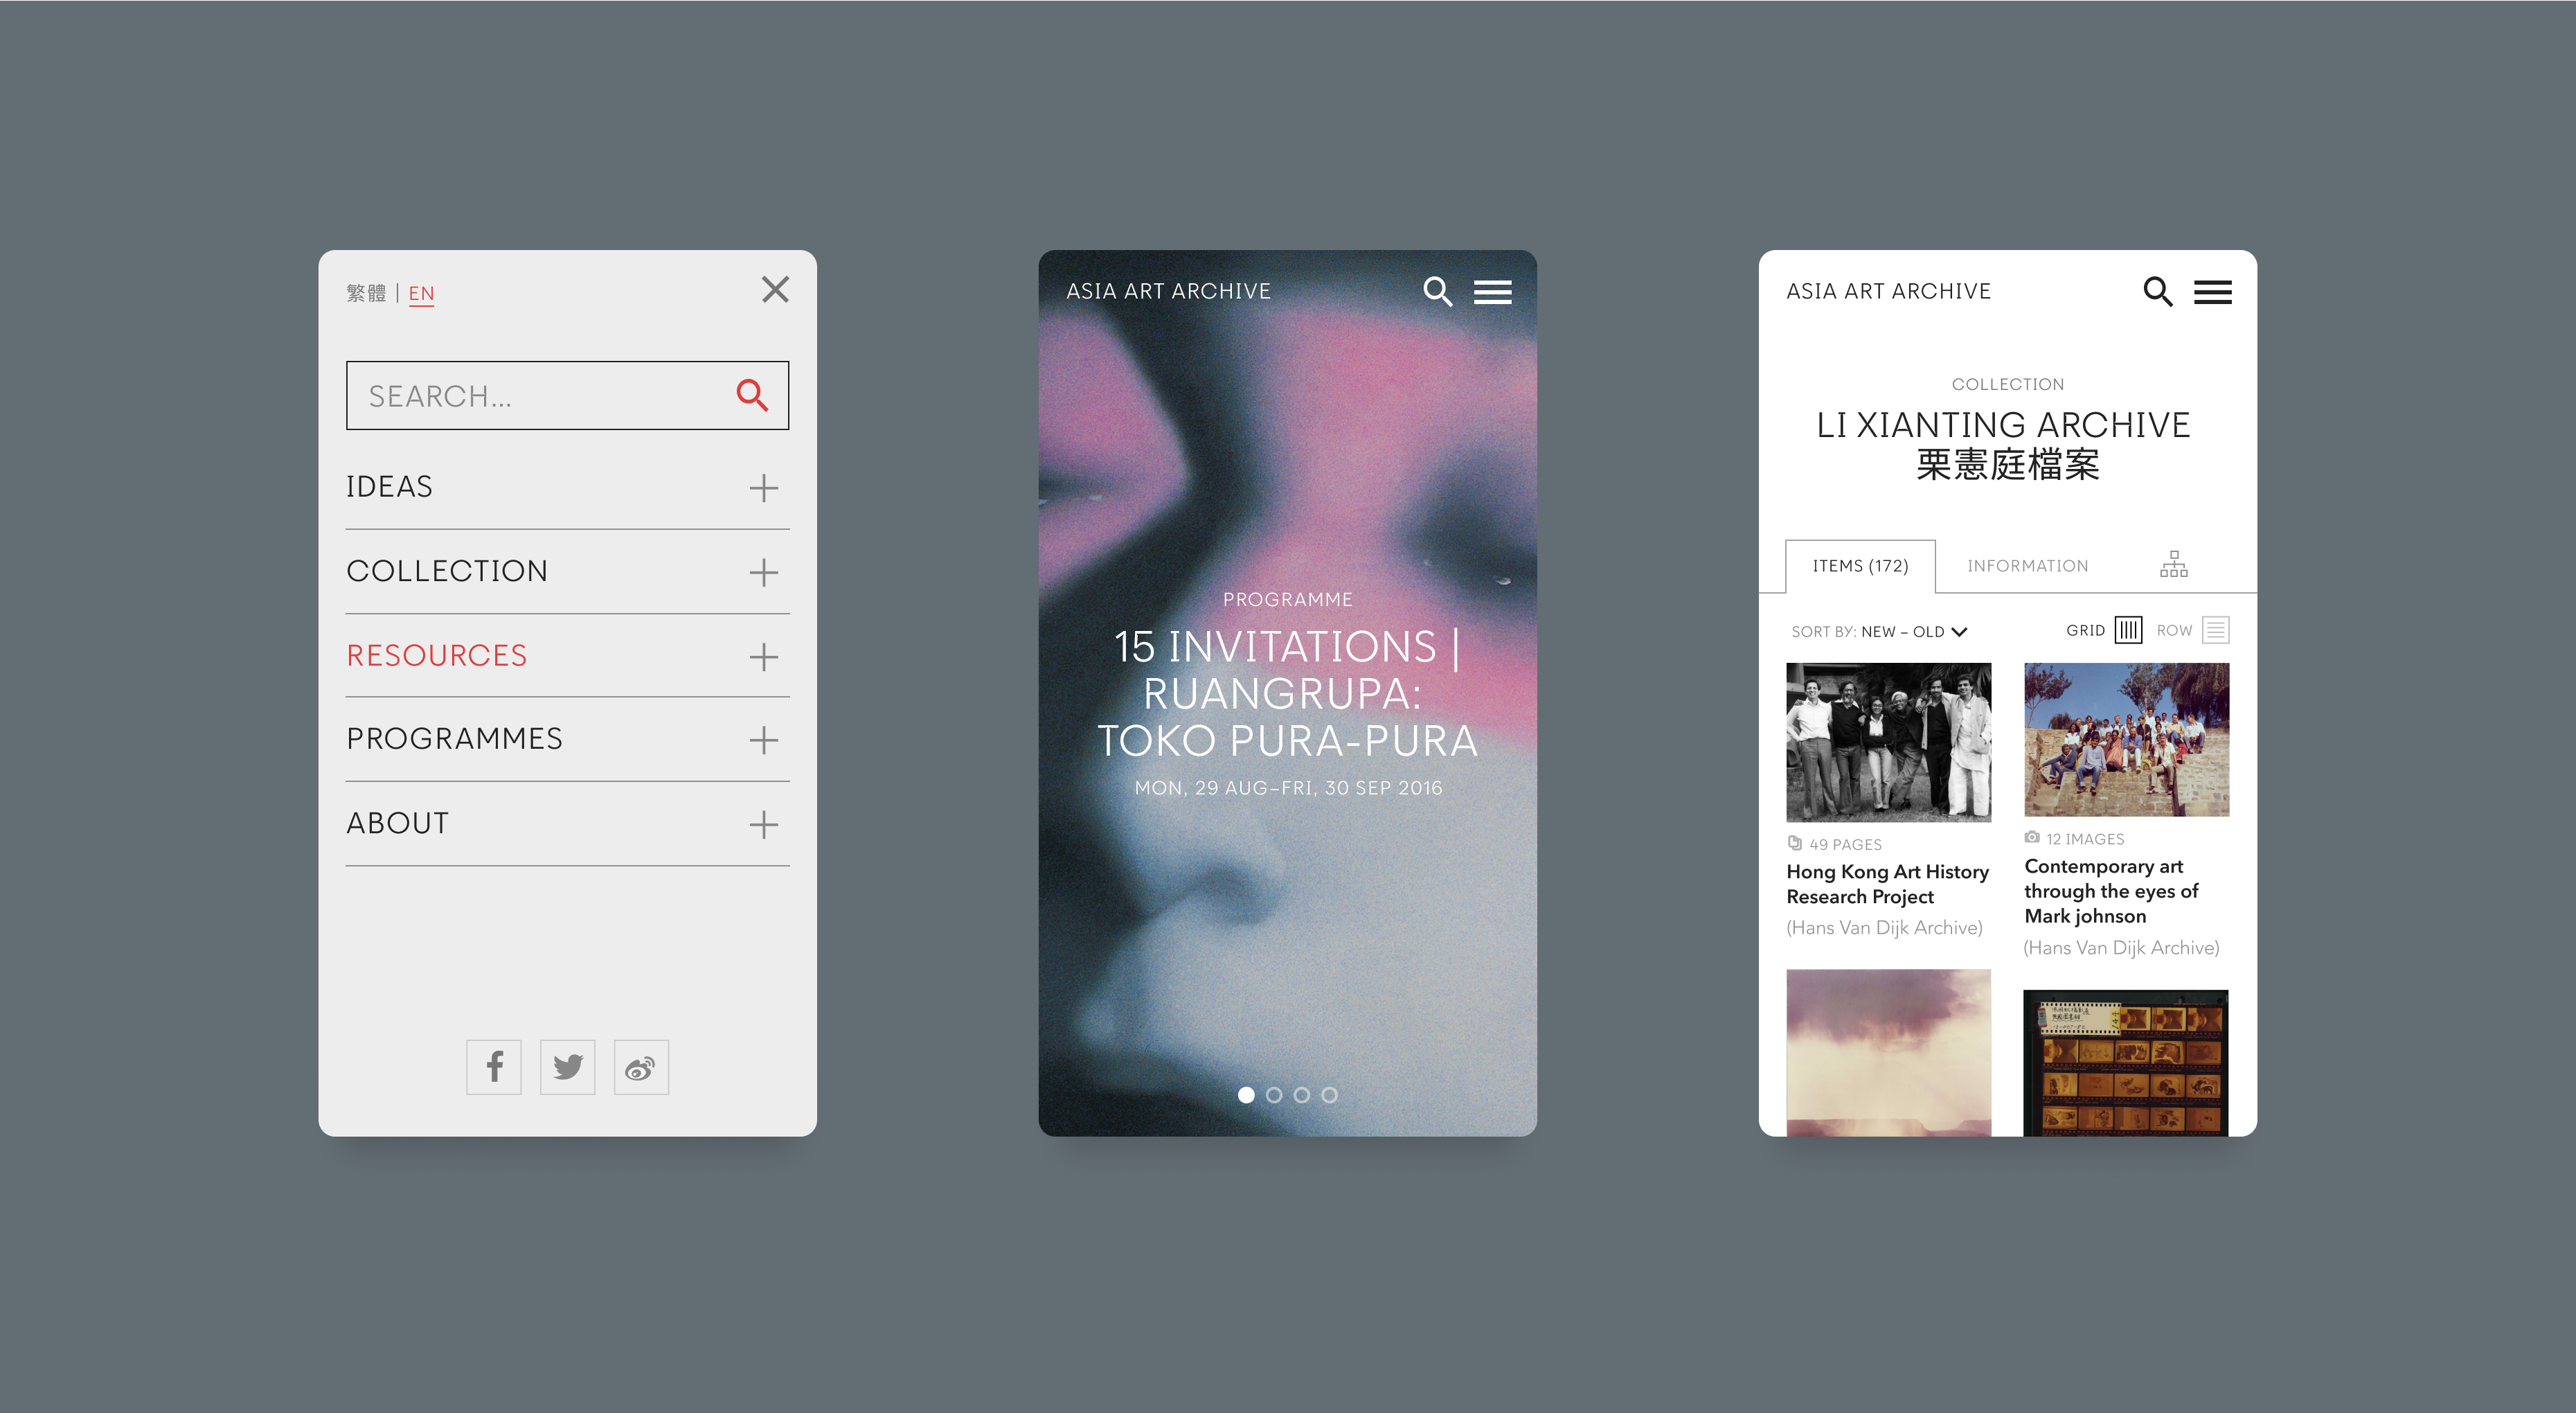 繁體 | EN
SEARCH...
IDEAS
COLLECTION
RESOURCES
PROGRAMMES
ABOUT
ASIA ART ARCHIVE
PROGRAMME
15 INVITATIONS |
RUANGRUPA:
TOKO PURA-PURA
MON, 29 AUG–FRI, 30 SEP 2016
ASIA ART ARCHIVE
COLLECTION
LI XIANTING ARCHIVE
栗憲庭檔案
ITEMS (172)
INFORMATION
SORT BY: NEW – OLD
GRID
ROW
49 PAGES
Hong Kong Art History
Research Project
(Hans Van Dijk Archive)
12 IMAGES
Contemporary art
through the eyes of
Mark johnson
(Hans Van Dijk Archive)